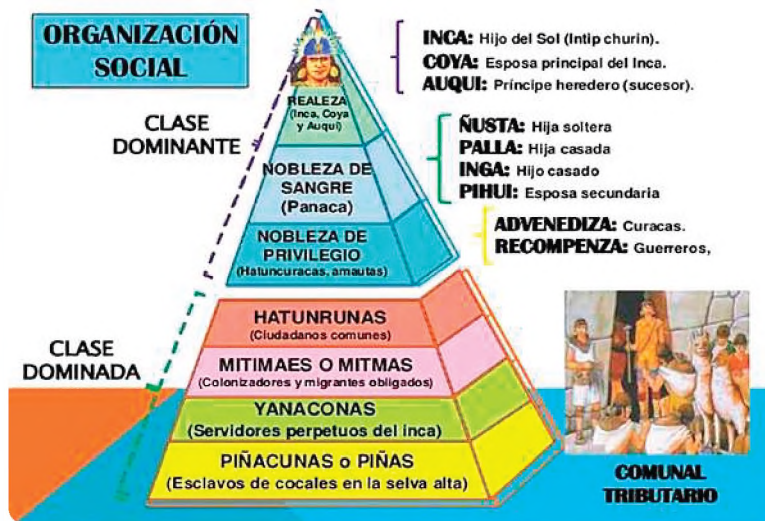 ORGANIZACIÓN
SOCIAL
INCA: Hijo del Sol (Intip churin).
COYA: Esposa principal del Inca.
AUQUI: Príncipe heredero (sucesor).
REALEZA
(Inca, Coya
y Auqui)
CLASE
DOMINANTE
ÑUSTA: Hija soltera
PALLA: Hija casada
INGA: Hijo casado
PIHUI: Esposa secundaria
NOBLEZA DE
SANGRE
(Panaca)
ADVENEDIZA: Curacas.
RECOMPENZA: Guerreros,
NOBLEZA DE
PRIVILEGIO
(Hatuncuracas, amautas)
HATUNRUNAS
(Ciudadanos comunes)
CLASE
DOMINADA
MITIMAES O MITMAS
(Colonizadores y migrantes obligados)
YANACONAS
(Servidores perpetuos del inca)
PIÑACUNAS o PIÑAS
(Esclavos de cocales en la selva alta)
COMUNAL
TRIBUTARIO